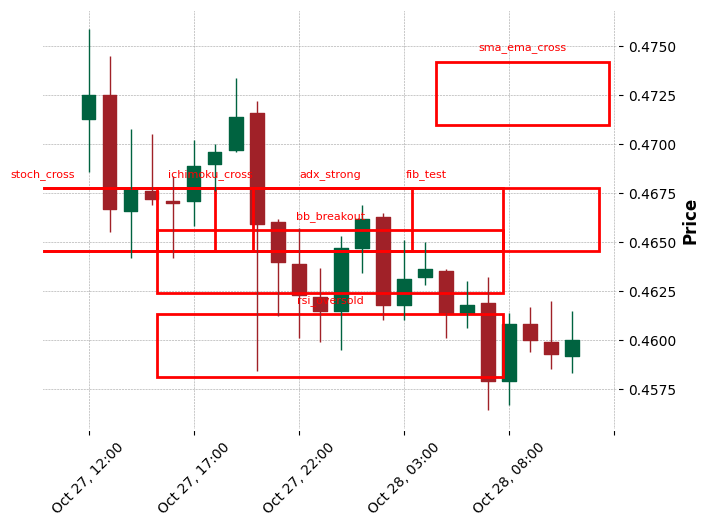 sma_ema_cross
0.4750
0.4725
0.4700
stoch_cross ichimoku_cross adx_strong fib_test
0.4675
bb_breakout
0.4650
0.4625
0.4600
0.4575
Price
Oct 27, 12:00 Oct 27, 17:00 Oct 27, 22:00 Oct 28, 03:00 Oct 28, 08:00